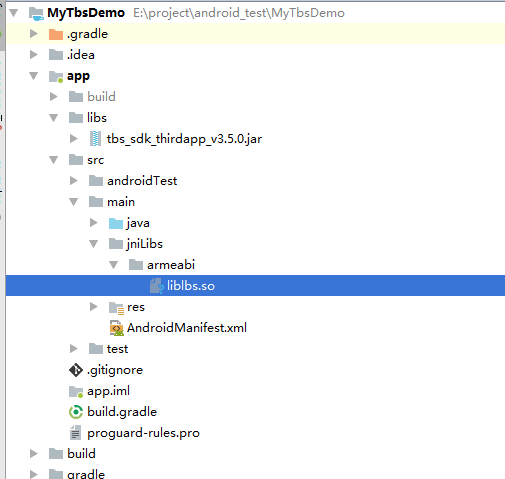 MyTbsDemo E:\project\android_test\MyTbsDemo
.gradle
.idea
app
build
libs
tbs_sdk_thirdapp_v3.5.0.jar
src
androidTest
main
java
jniLibs
armeabi
liblbs.so
res
AndroidManifest.xml
test
.gitignore
app.iml
build.gradle
proguard-rules.pro
build
gradle